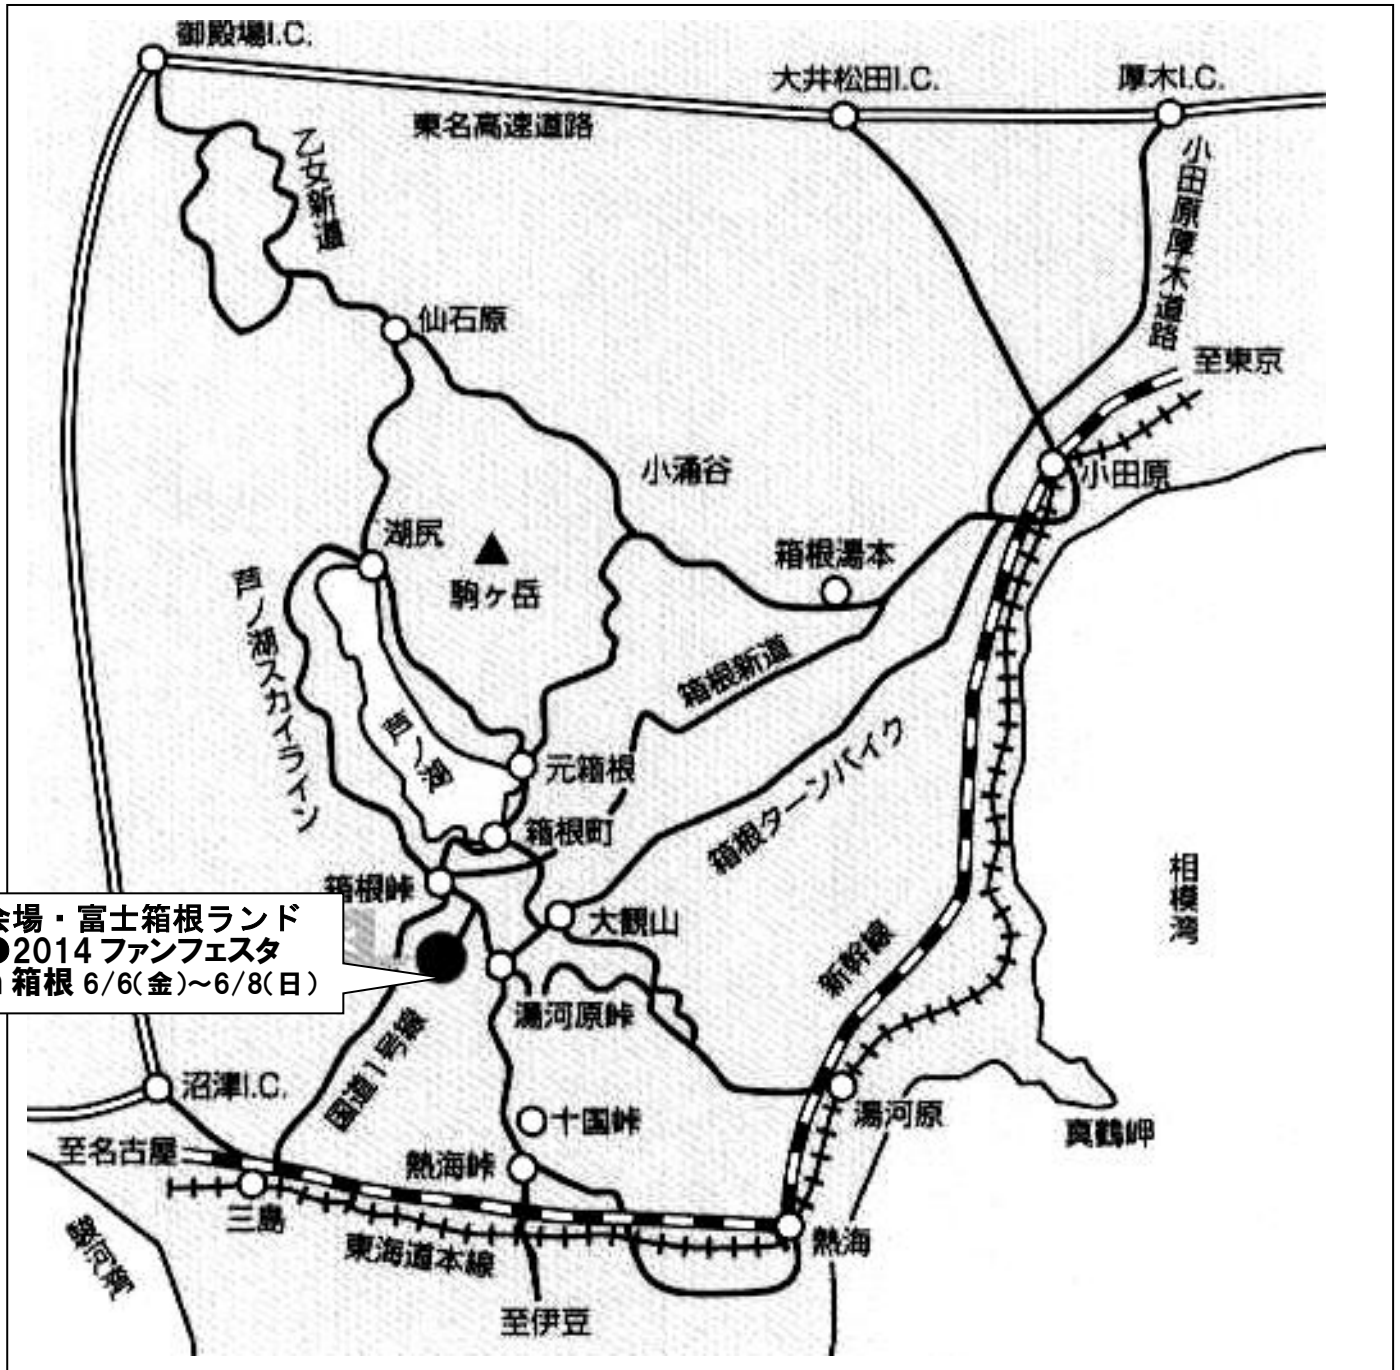 御殿場I.C.
大井松田I.C.
厚木I.C.
東名高速道路
乙女新道
小田原厚木道路
至東京
仙石原
小涌谷
小田原
湖尻
駒ヶ岳
箱根湯本
芦ノ湖スカイライン
芦ノ湖
箱根新道
元箱根
箱根ターンパイク
箱根町
箱根峠
相模湾
会場・富士箱根ランド
●2014 ファンフェスタ
箱根 6/6(金)～6/8(日)
大観山
新幹線
湯河原峠
国道1号線
沼津I.C.
湯河原
真鶴岬
十国峠
至名古屋
熱海峠
三島
熱海
東海道本線
駿河湾
至伊豆